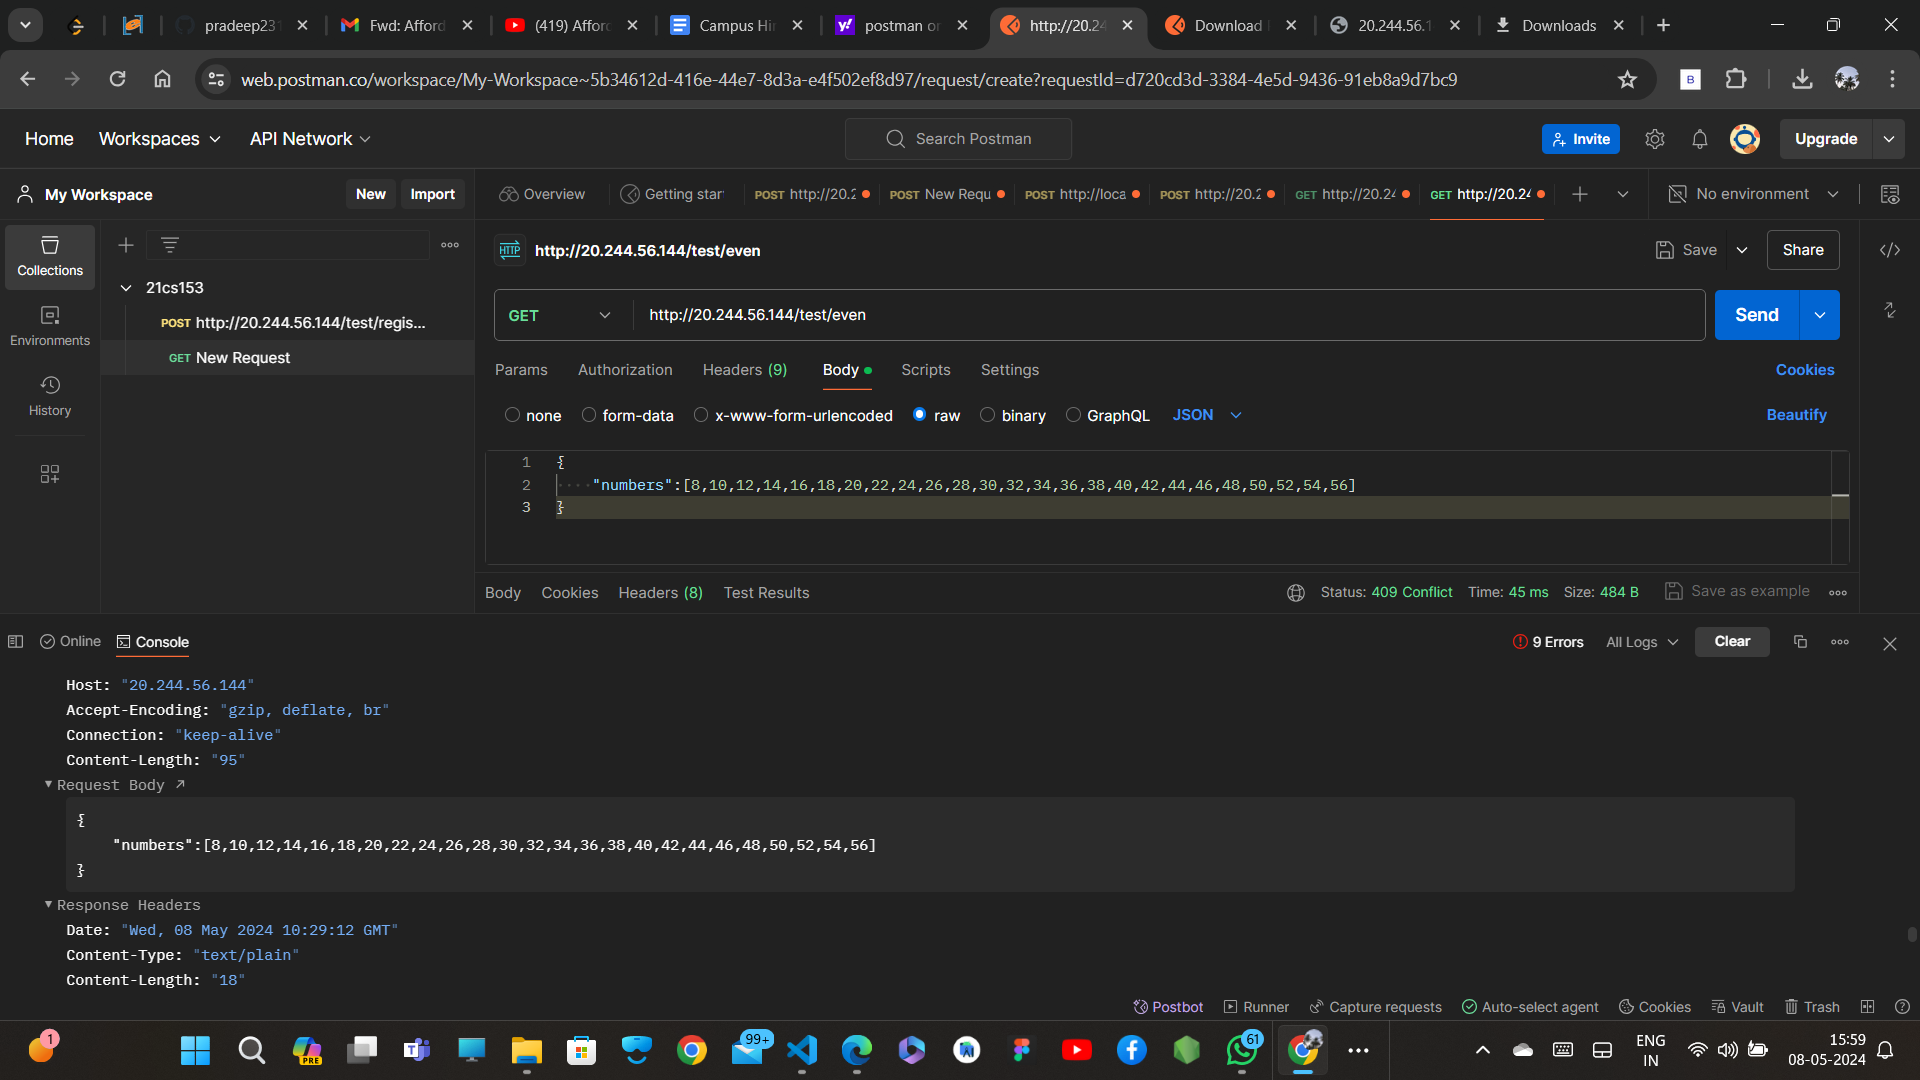 pradeep231
Fwd: Afford
(419) Affor
Campus Hi
postman o
http://20.24
Download
20.244.56.1
Downloads
web.postman.co/workspace/My-Workspace~5b34612d-416e-44e7-8d3a-e4f502ef8d97/request/create?requestId=d720cd3d-3384-4e5d-9436-91eb8a9d7bc9
B
Home Workspaces API Network
Search Postman
Invite
Upgrade
My Workspace
New Import
Overview
Getting star
POST http://20.2
POST New Requ
POST http://loca
POST http://20.2
GET http://20.24
GET http://20.24
No environment
Collections
Environments
History
21cs153
POST http://20.244.56.144/test/regis...
GET New Request
HTTP http://20.244.56.144/test/even
Save Share
GET http://20.244.56.144/test/even
Send
Params Authorization Headers (9) Body Scripts Settings
Cookies
none form-data x-www-form-urlencoded raw binary GraphQL JSON
Beautify
1 {
2 "numbers":[8,10,12,14,16,18,20,22,24,26,28,30,32,34,36,38,40,42,44,46,48,50,52,54,56]
3 }
Body Cookies Headers (8) Test Results
Status: 409 Conflict Time: 45 ms Size: 484 B
Save as example
Online Console
9 Errors All Logs Clear
Host: "20.244.56.144"
Accept-Encoding: "gzip, deflate, br"
Connection: "keep-alive"
Content-Length: "95"
Request Body
{
"numbers":[8,10,12,14,16,18,20,22,24,26,28,30,32,34,36,38,40,42,44,46,48,50,52,54,56]
}
Response Headers
Date: "Wed, 08 May 2024 10:29:12 GMT"
Content-Type: "text/plain"
Content-Length: "18"
Postbot Runner Capture requests Auto-select agent Cookies Vault Trash
1
PRE
99+
61
ENG
IN
15:59
08-05-2024